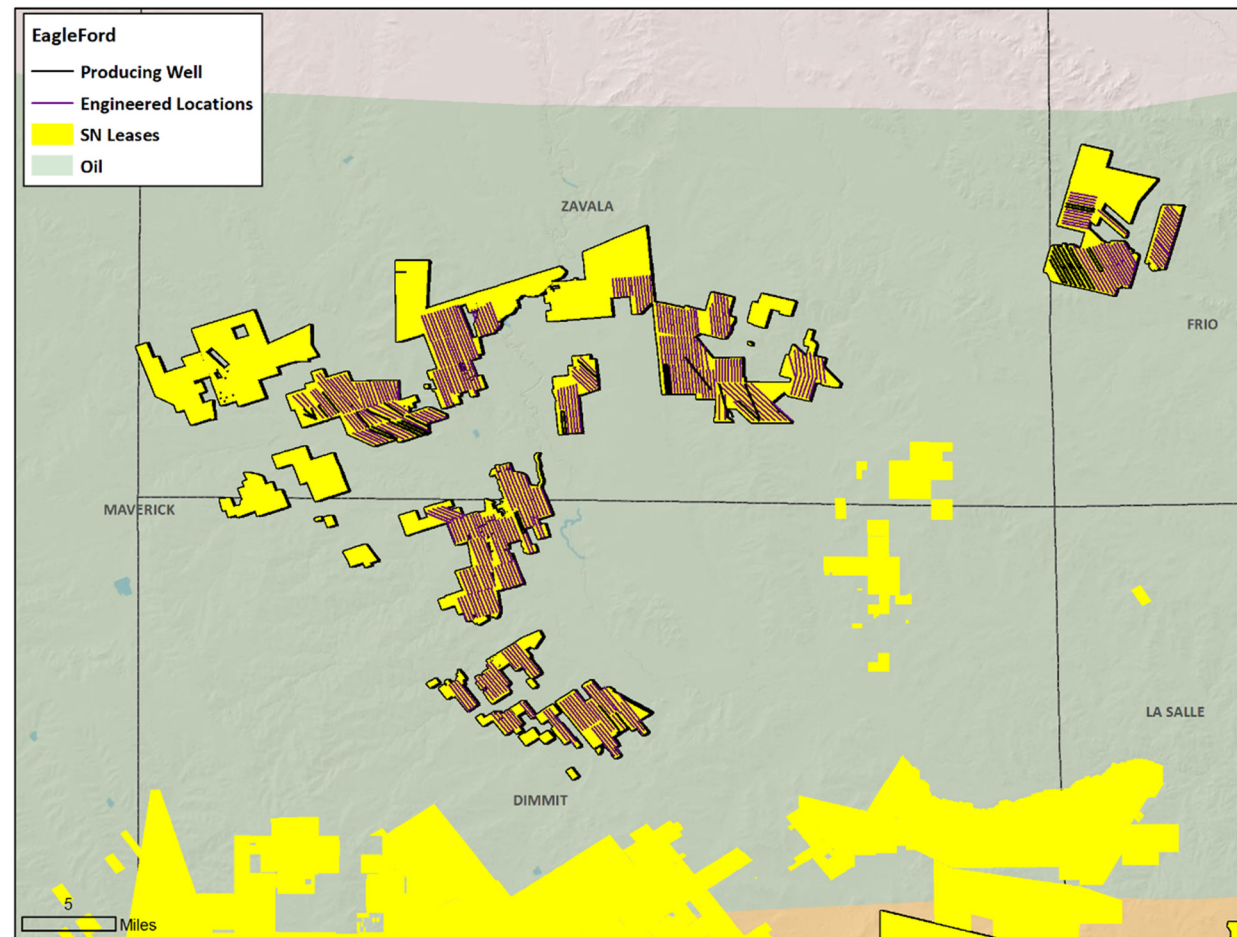 EagleFord
Producing Well
Engineered Locations
SN Leases
Oil
ZAVALA
FRIO
MAVERICK
LA SALLE
DIMMIT
5
Miles